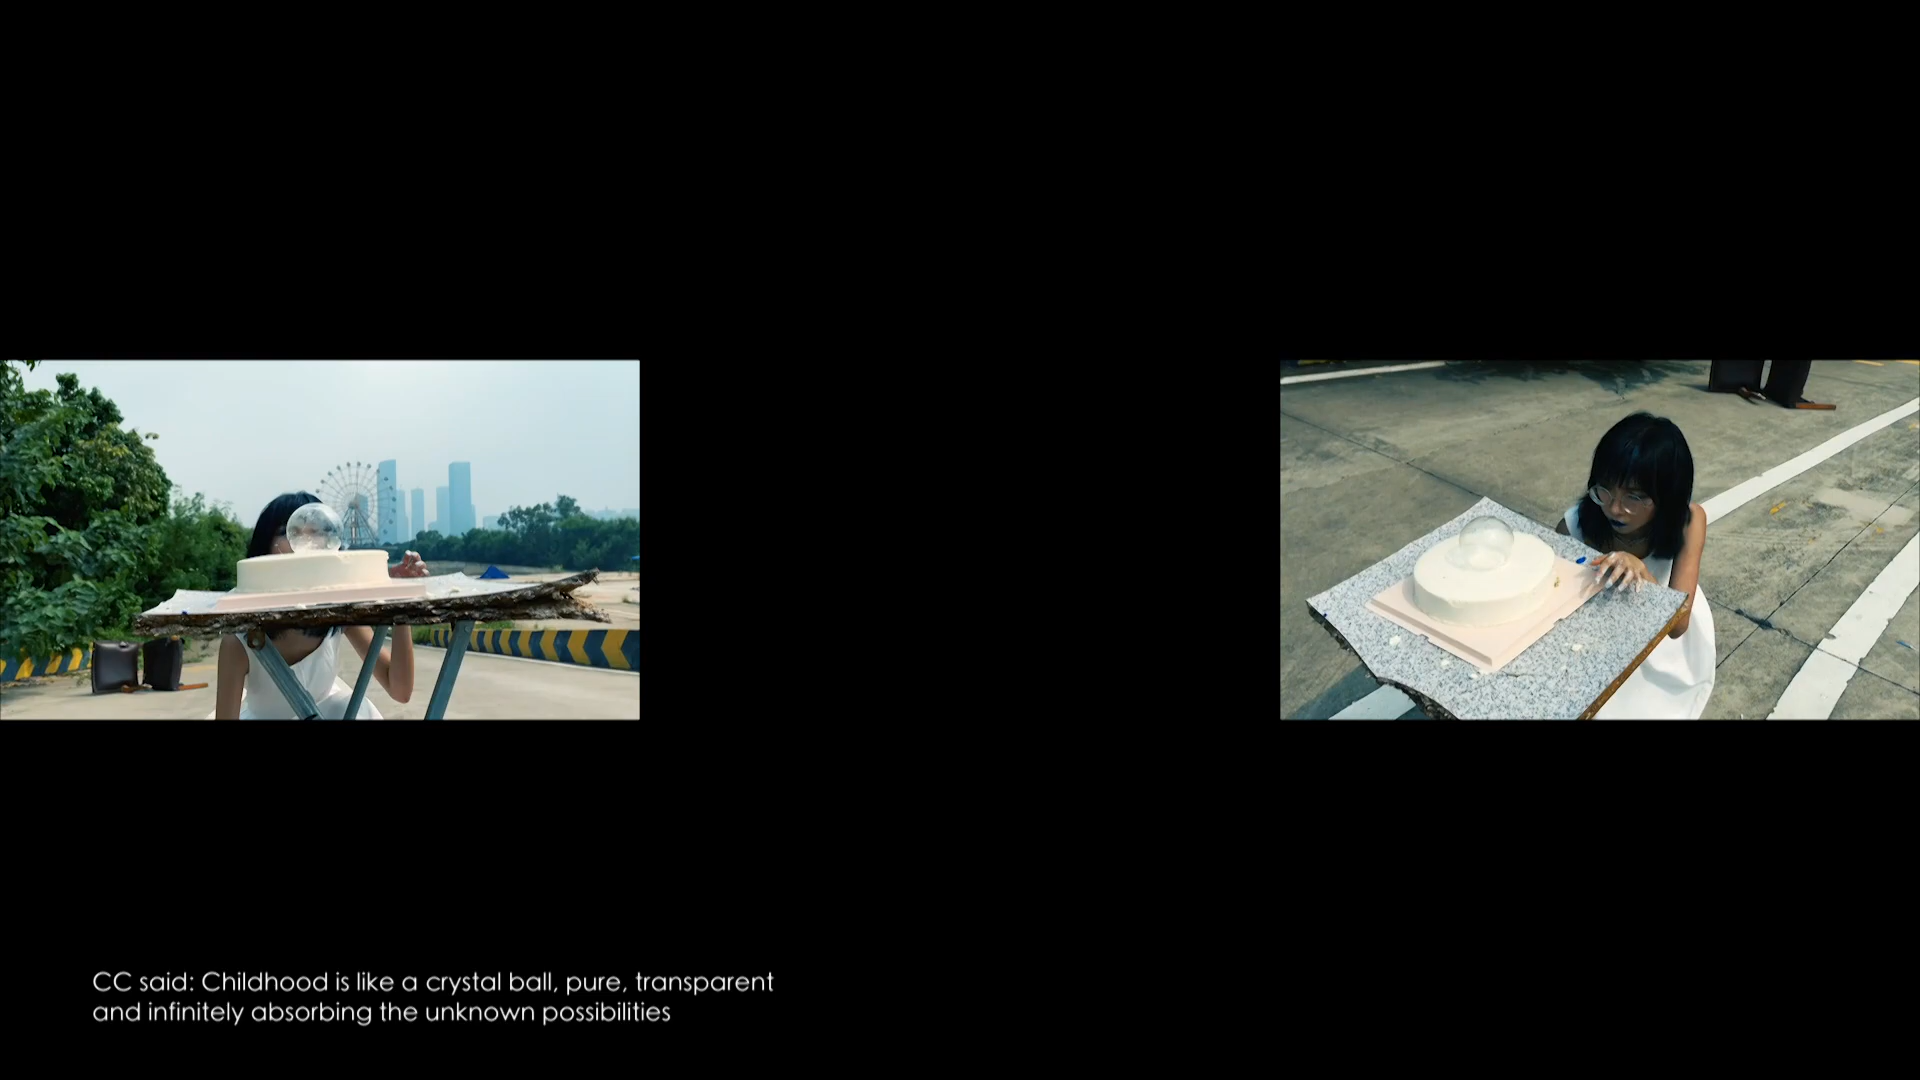 CC said: Childhood is like a crystal ball, pure, transparent
and infinitely absorbing the unknown possibilities